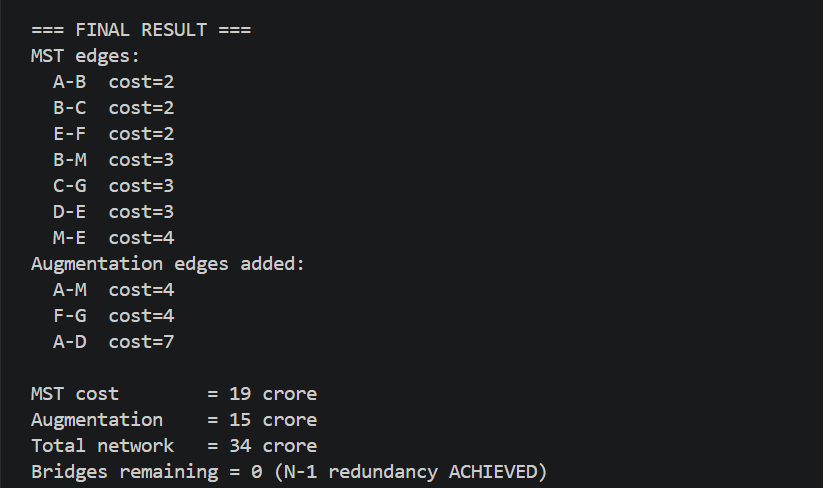 === FINAL RESULT ===
MST edges:
  A-B  cost=2
  B-C  cost=2
  E-F  cost=2
  B-M  cost=3
  C-G  cost=3
  D-E  cost=3
  M-E  cost=4
Augmentation edges added:
  A-M  cost=4
  F-G  cost=4
  A-D  cost=7

MST cost        = 19 crore
Augmentation    = 15 crore
Total network   = 34 crore
Bridges remaining = 0 (N-1 redundancy ACHIEVED)